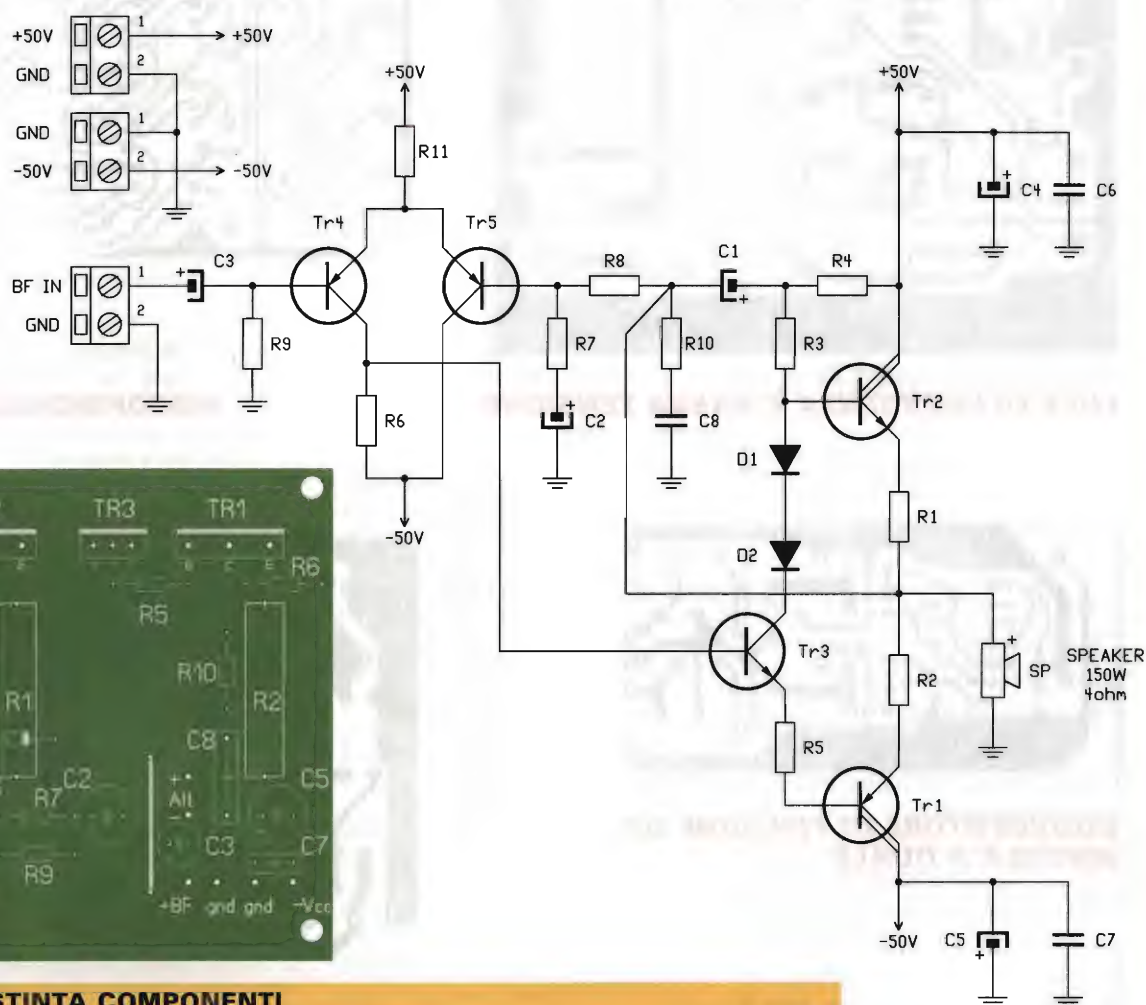 +50V
1
+50V
GND
2
GND
1
-50V
2
-50V
BF IN
1
GND
2
C3
R9
+
Tr4
+50V
R11
Tr5
R6
-50V
R8
R7
+
C2
R10
C8
C1
+
R4
R3
D1
D2
Tr3
R5
+50V
+
C4
C6
Tr2
R1
R2
+
SP
SPEAKER
150W
4ohm
Tr1
-50V
C5
+
C7
TR3
TR1
B C E
R6
R5
R10
R1
R2
C8
C2
R7
+
Alt
-
C5
C3
C7
R9
+BF gnd gnd -Vcc
STINTA COMPONENTI